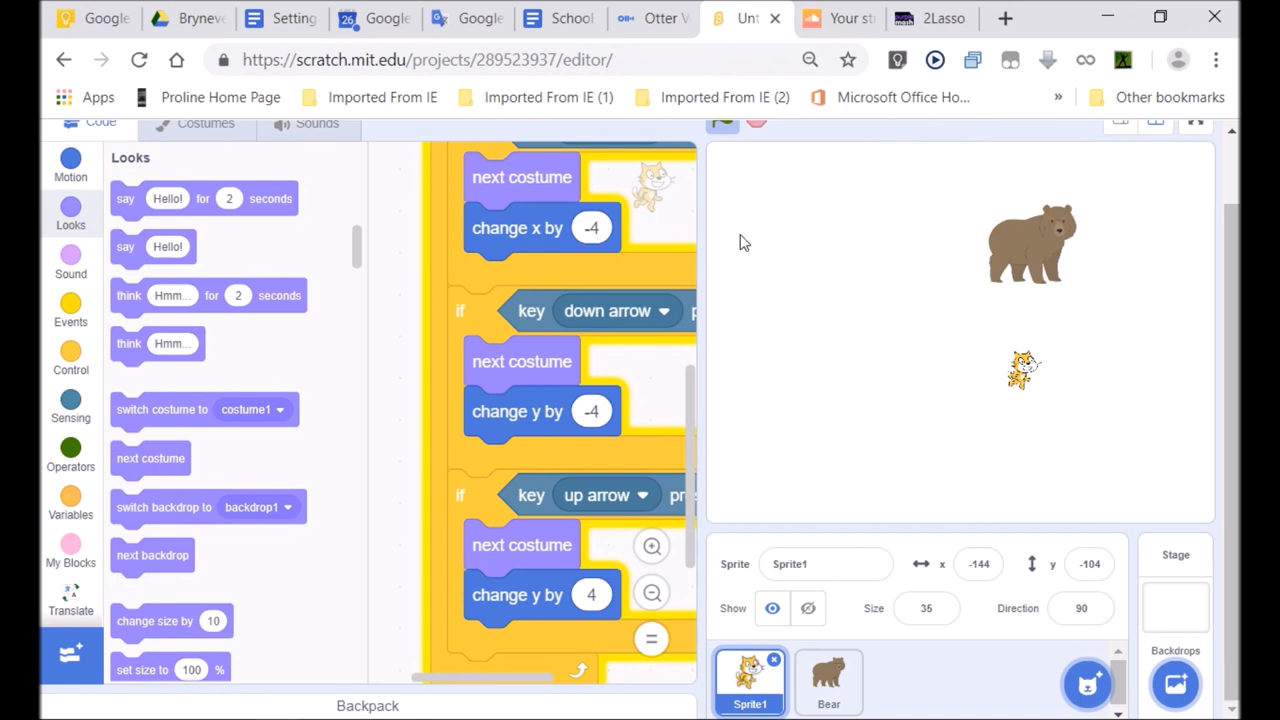 Google
Bryneve
Setting
26 Google
Google
School
Otter V
Unt
Your st
2Lasso
https://scratch.mit.edu/projects/289523937/editor/
Apps
Proline Home Page
Imported From IE
Imported From IE (1)
Imported From IE (2)
Microsoft Office Ho...
»
Other bookmarks
Code
Costumes
Sounds
Motion
Looks
Sound
Events
Control
Sensing
Operators
Variables
My Blocks
Translate
Looks
say Hello! for 2 seconds
say Hello!
think Hmm... for 2 seconds
think Hmm...
switch costume to costume1
next costume
switch backdrop to backdrop1
next backdrop
change size by 10
set size to 100 %
next costume
change x by -4
if key down arrow
next costume
change y by -4
if key up arrow pre
next costume
change y by 4
Backpack
Sprite Sprite1 x -144 y -104
Show Size 35 Direction 90
Sprite1
Bear
Stage
Backdrops